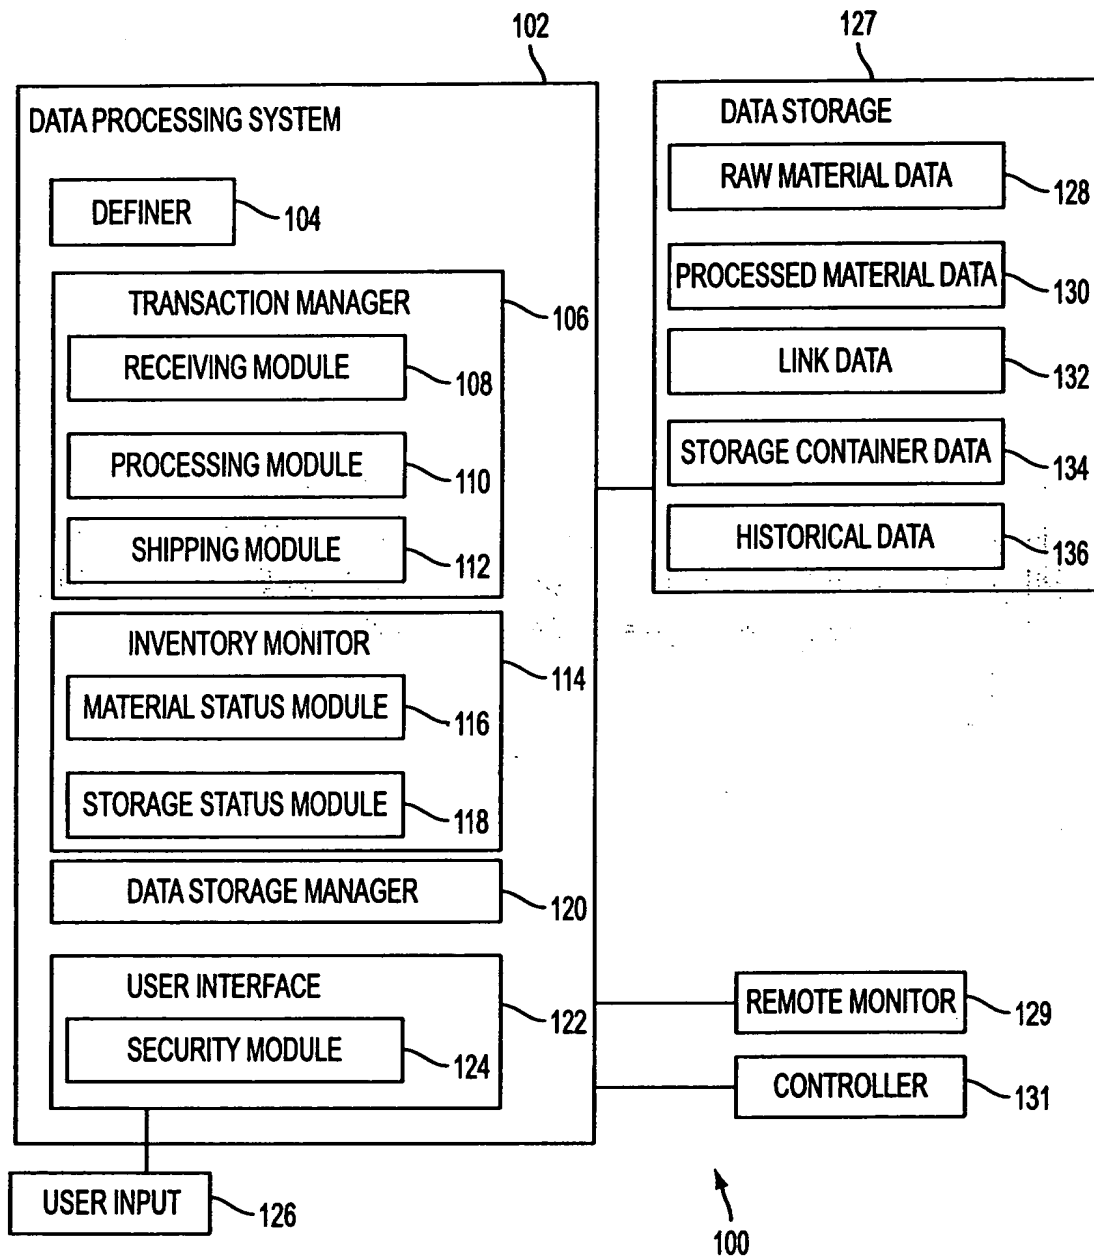 102
127
DATA PROCESSING SYSTEM
DEFINER
104
TRANSACTION MANAGER
106
RECEIVING MODULE
108
PROCESSING MODULE
110
SHIPPING MODULE
112
INVENTORY MONITOR
114
MATERIAL STATUS MODULE
116
STORAGE STATUS MODULE
118
DATA STORAGE MANAGER
120
USER INTERFACE
122
SECURITY MODULE
124
USER INPUT
126
DATA STORAGE
RAW MATERIAL DATA
128
PROCESSED MATERIAL DATA
130
LINK DATA
132
STORAGE CONTAINER DATA
134
HISTORICAL DATA
136
REMOTE MONITOR
129
CONTROLLER
131
100